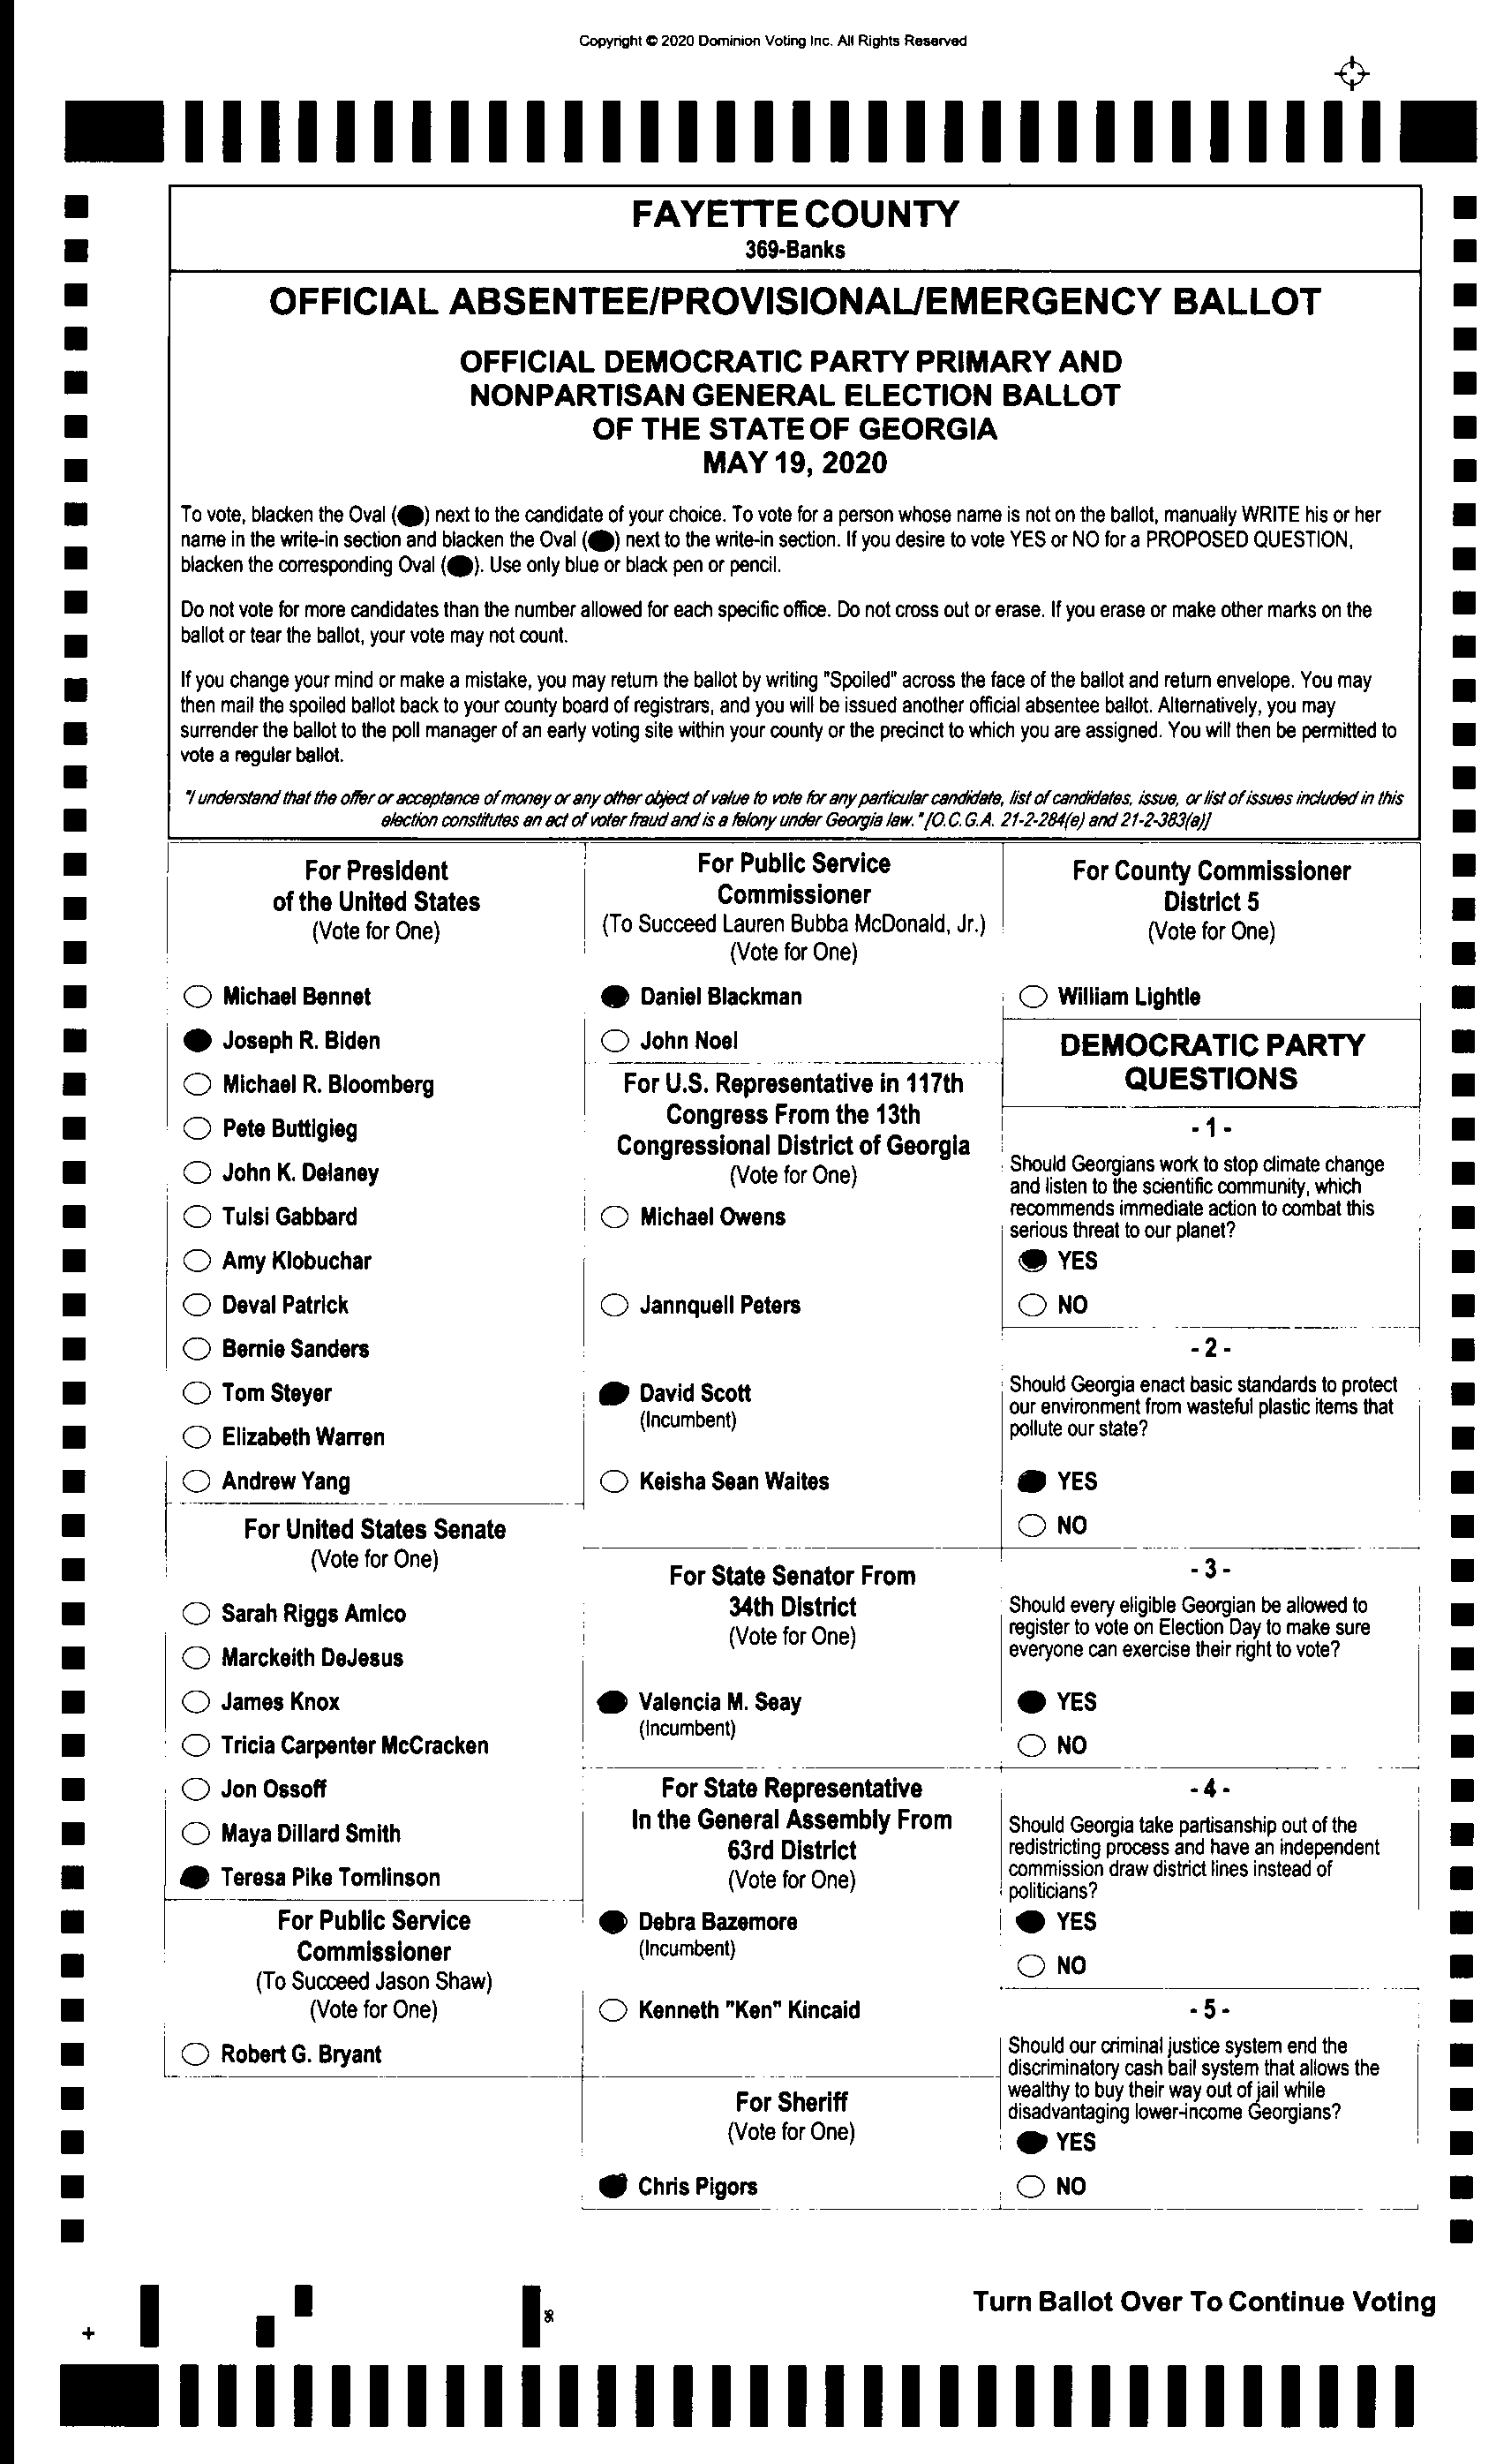 Copyright © 2020 Dominion Voting Inc. All Rights Reserved
FAYETTE COUNTY
369-Banks
OFFICIAL ABSENTEE/PROVISIONAL/EMERGENCY BALLOT
OFFICIAL DEMOCRATIC PARTY PRIMARY AND
NONPARTISAN GENERAL ELECTION BALLOT
OF THE STATE OF GEORGIA
MAY 19, 2020
To vote, blacken the Oval (●) next to the candidate of your choice. To vote for a person whose name is not on the ballot, manually WRITE his or her
name in the write-in section and blacken the Oval (●) next to the write-in section. If you desire to vote YES or NO for a PROPOSED QUESTION,
blacken the corresponding Oval (●). Use only blue or black pen or pencil.
Do not vote for more candidates than the number allowed for each specific office. Do not cross out or erase. If you erase or make other marks on the
ballot or tear the ballot, your vote may not count.
If you change your mind or make a mistake, you may return the ballot by writing "Spoiled" across the face of the ballot and return envelope. You may
then mail the spoiled ballot back to your county board of registrars, and you will be issued another official absentee ballot. Alternatively, you may
surrender the ballot to the poll manager of an early voting site within your county or the precinct to which you are assigned. You will then be permitted to
vote a regular ballot.
"I understand that the offer or acceptance of money or any other object of value to vote for any particular candidate, list of candidates, issue, or list of issues included in this
election constitutes an act of voter fraud and is a felony under Georgia law." [O.C.G.A. 21-2-284(e) and 21-2-383(a)]
For President
of the United States
(Vote for One)
Michael Bennet
Joseph R. Biden
Michael R. Bloomberg
Pete Buttigieg
John K. Delaney
Tulsi Gabbard
Amy Klobuchar
Deval Patrick
Bernie Sanders
Tom Steyer
Elizabeth Warren
Andrew Yang
For United States Senate
(Vote for One)
Sarah Riggs Amico
Marckeith DeJesus
James Knox
Tricia Carpenter McCracken
Jon Ossoff
Maya Dillard Smith
Teresa Pike Tomlinson
For Public Service
Commissioner
(To Succeed Jason Shaw)
(Vote for One)
Robert G. Bryant
For Public Service
Commissioner
(To Succeed Lauren Bubba McDonald, Jr.)
(Vote for One)
Daniel Blackman
John Noel
For U.S. Representative in 117th
Congress From the 13th
Congressional District of Georgia
(Vote for One)
Michael Owens
Jannquell Peters
David Scott
(Incumbent)
Keisha Sean Waites
For State Senator From
34th District
(Vote for One)
Valencia M. Seay
(Incumbent)
For State Representative
In the General Assembly From
63rd District
(Vote for One)
Debra Bazemore
(Incumbent)
Kenneth "Ken" Kincaid
For Sheriff
(Vote for One)
Chris Pigors
For County Commissioner
District 5
(Vote for One)
William Lightle
DEMOCRATIC PARTY
QUESTIONS
- 1 -
Should Georgians work to stop climate change
and listen to the scientific community, which
recommends immediate action to combat this
serious threat to our planet?
YES
NO
- 2 -
Should Georgia enact basic standards to protect
our environment from wasteful plastic items that
pollute our state?
YES
NO
- 3 -
Should every eligible Georgian be allowed to
register to vote on Election Day to make sure
everyone can exercise their right to vote?
YES
NO
- 4 -
Should Georgia take partisanship out of the
redistricting process and have an independent
commission draw district lines instead of
politicians?
YES
NO
- 5 -
Should our criminal justice system end the
discriminatory cash bail system that allows the
wealthy to buy their way out of jail while
disadvantaging lower-income Georgians?
YES
NO
Turn Ballot Over To Continue Voting